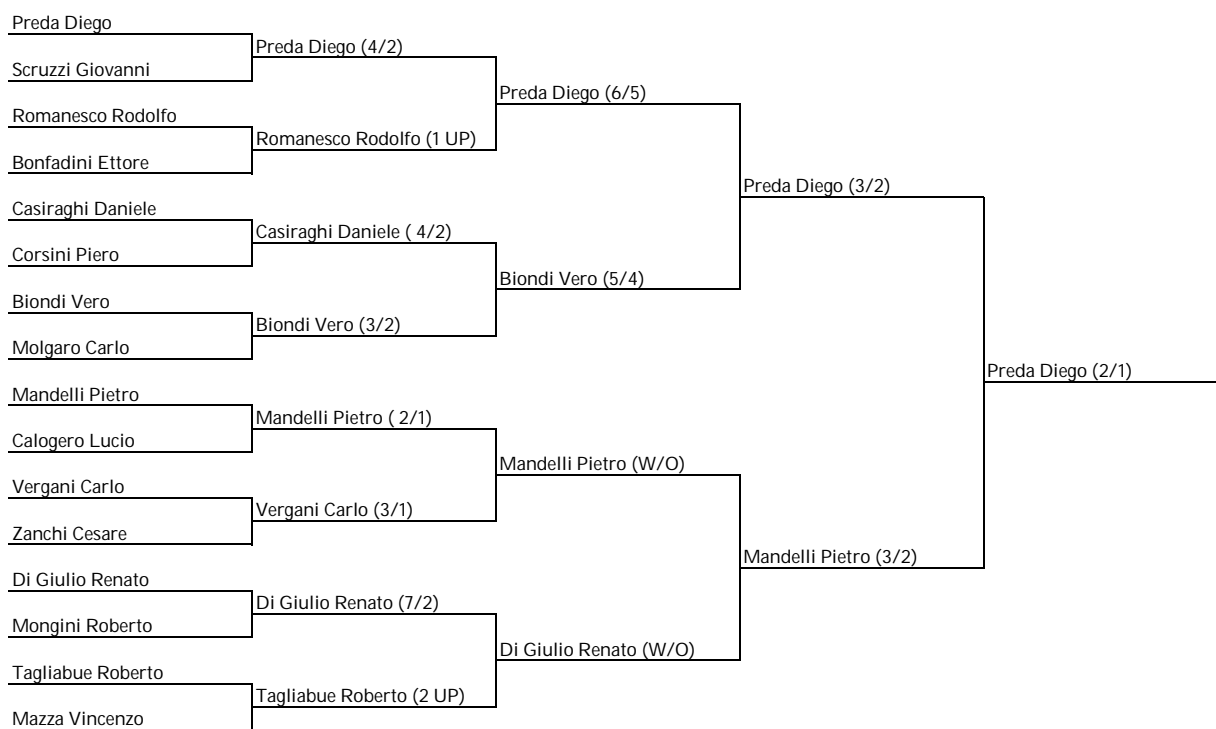 Preda Diego
Preda Diego (4/2)
Scruzzi Giovanni
Preda Diego (6/5)
Romanesco Rodolfo
Romanesco Rodolfo (1 UP)
Bonfadini Ettore
Preda Diego (3/2)
Casiraghi Daniele
Casiraghi Daniele ( 4/2)
Corsini Piero
Biondi Vero (5/4)
Biondi Vero
Biondi Vero (3/2)
Molgaro Carlo
Preda Diego (2/1)
Mandelli Pietro
Mandelli Pietro ( 2/1)
Calogero Lucio
Mandelli Pietro (W/O)
Vergani Carlo
Vergani Carlo (3/1)
Zanchi Cesare
Mandelli Pietro (3/2)
Di Giulio Renato
Di Giulio Renato (7/2)
Mongini Roberto
Di Giulio Renato (W/O)
Tagliabue Roberto
Tagliabue Roberto (2 UP)
Mazza Vincenzo